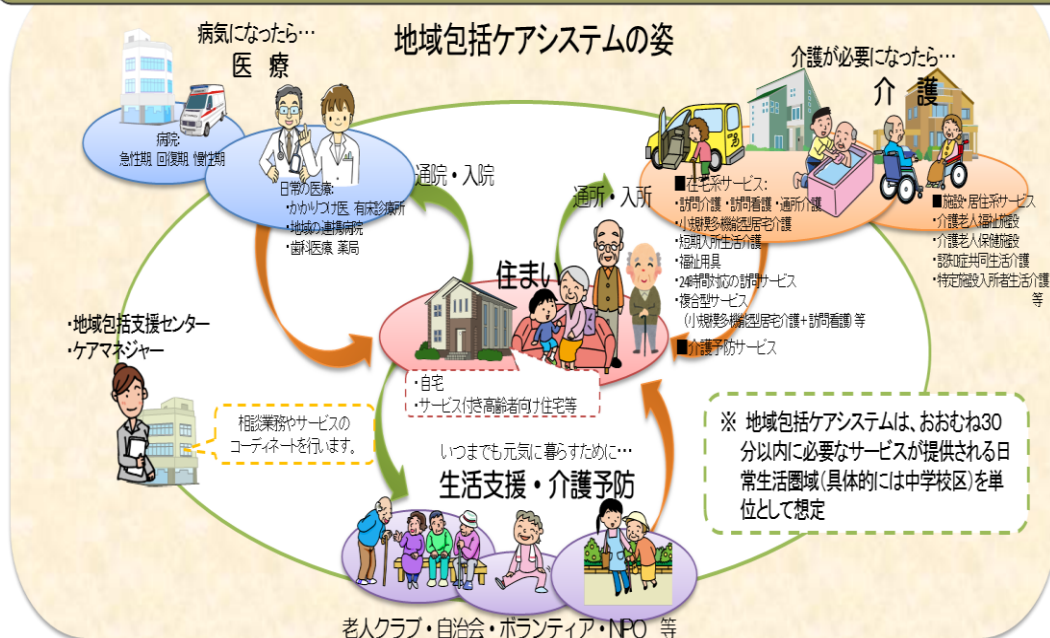 地域包括ケアシステムの姿
病気になったら…
医 療
病院:
急性期 回復期 慢性期
日常の医療:
・かかりつけ医 有床診療所
・地域の連携病院
・歯科医療 薬局
通院・入院
通所・入所
介護が必要になったら…
介 護
■在宅系サービス:
・訪問介護・訪問看護・通所介護
・小規模多機能型居宅介護
・短期入所生活介護
・福祉用具
・24時間対応の訪問サービス
・複合型サービス
(小規模多機能型居宅介護+訪問看護)等
■介護予防サービス
■施設・居住系サービス
・介護老人福祉施設
・介護老人保健施設
・認知症共同生活介護
・特定施設入所者生活介護
等
住まい
・自宅
・サービス付き高齢者向け住宅等
・地域包括支援センター
・ケアマネジャー
相談業務やサービスの
コーディネートを行います。
いつまでも元気に暮らすために…
生活支援・介護予防
老人クラブ・自治会・ボランティア・NPO 等
※ 地域包括ケアシステムは、おおむね30
分以内に必要なサービスが提供される日
常生活圏域(具体的には中学校区)を単
位として想定